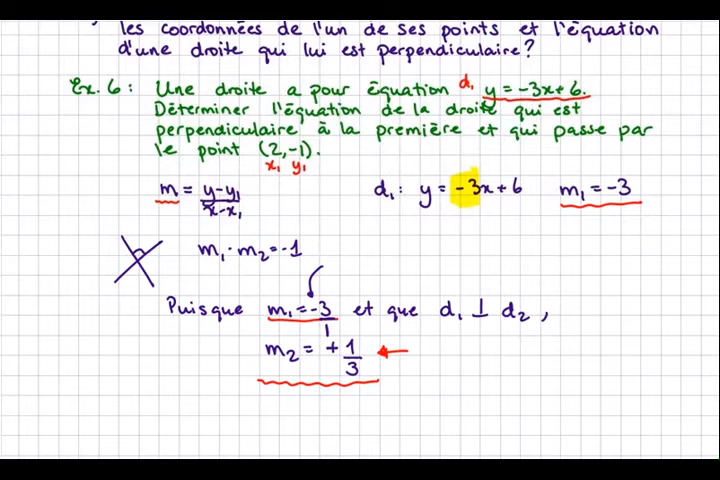 les coordonnées de l'un de ses points et l'équation
d'une droite qui lui est perpendiculaire?
Ex. 6: Une droite a pour équation d₁ y = -3x+6.
Déterminer l'équation de la droite qui est
perpendiculaire à la première et qui passe par
le point (2,-1).
x₁ y₁
m = (y-y₁)/(x-x₁) d₁: y = -3x+6 m₁ = -3
m₁·m₂ = -1
Puisque m₁ = -3/1 et que d₁ ⊥ d₂,
m₂ = + 1/3